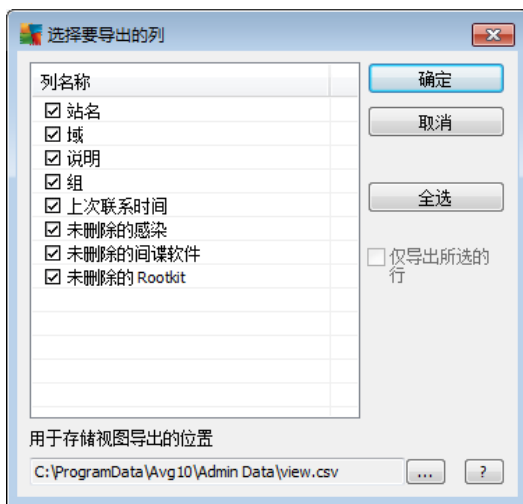 选择要导出的列
列名称
站名
域
说明
组
上次联系时间
未删除的感染
未删除的间谍软件
未删除的 Rootkit
确定
取消
全选
仅导出所选的
行
用于存储视图导出的位置
C:\ProgramData\Avg10\Admin Data\view.csv
...
?